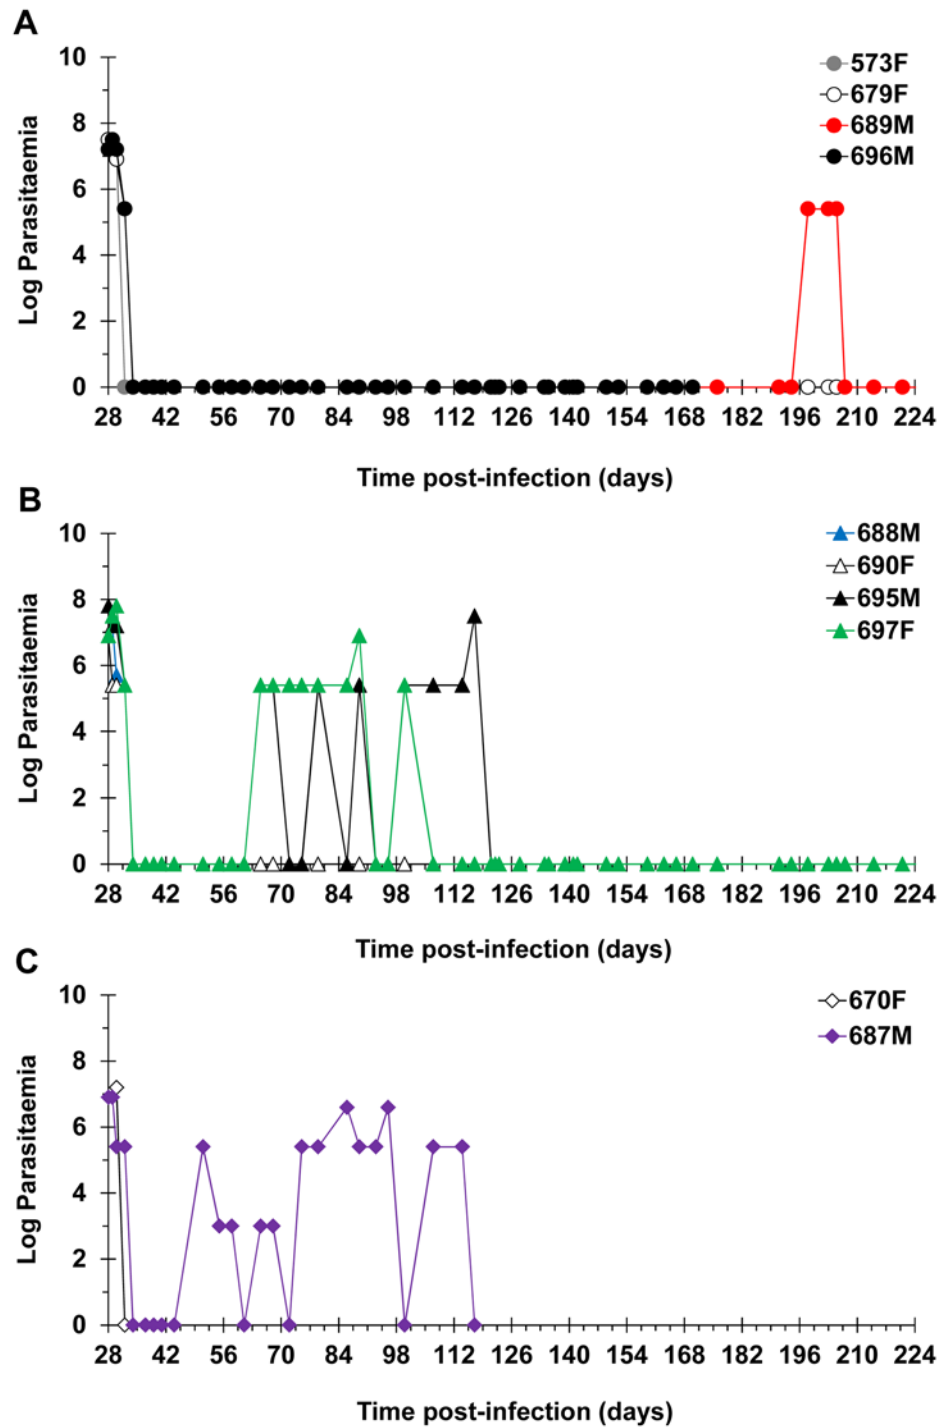 A
10
8
6
4
2
0
Log Parasitaemia
573F
679F
689M
696M
28 42 56 70 84 98 112 126 140 154 168 182 196 210 224
Time post-infection (days)
B
10
8
6
4
2
0
Log Parasitaemia
688M
690F
695M
697F
28 42 56 70 84 98 112 126 140 154 168 182 196 210 224
Time post-infection (days)
C
10
8
6
4
2
0
Log Parasitaemia
670F
687M
28 42 56 70 84 98 112 126 140 154 168 182 196 210 224
Time post-infection (days)